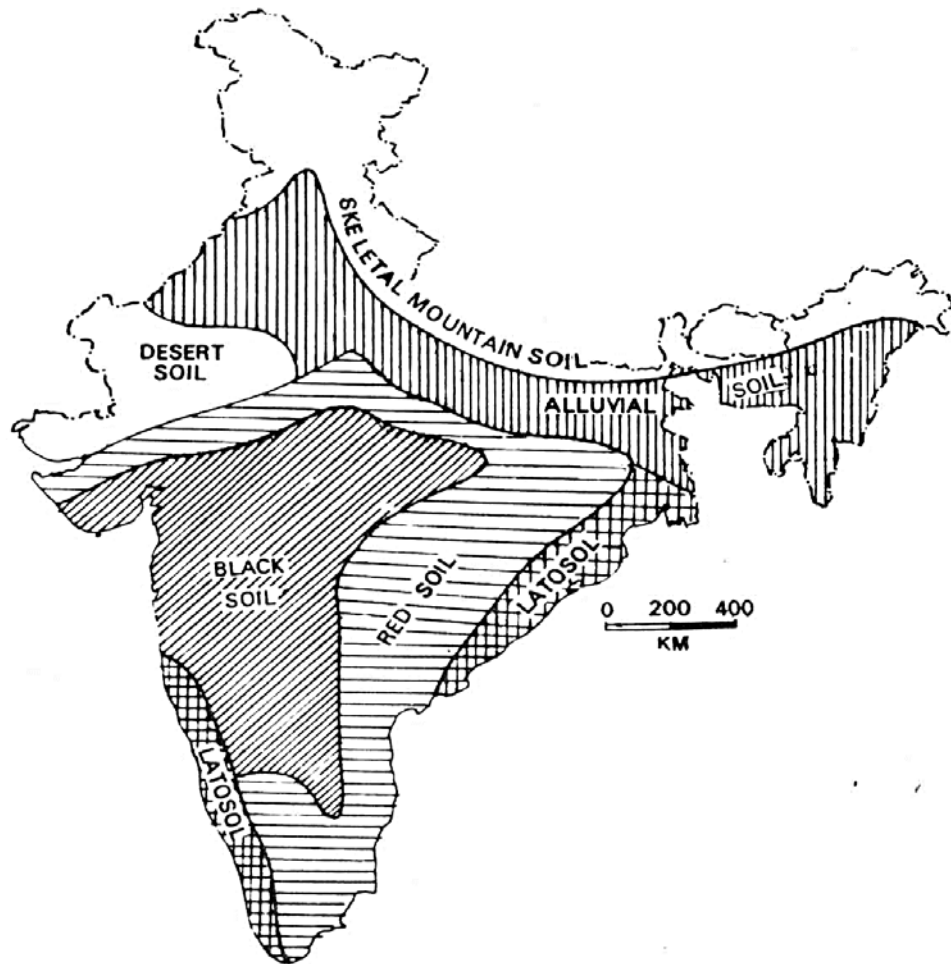 SKELETAL MOUNTAIN SOIL
DESERT
SOIL
ALLUVIAL
SOIL
BLACK
SOIL
RED SOIL
LATOSOL
0 200 400
KM
LATOSOL